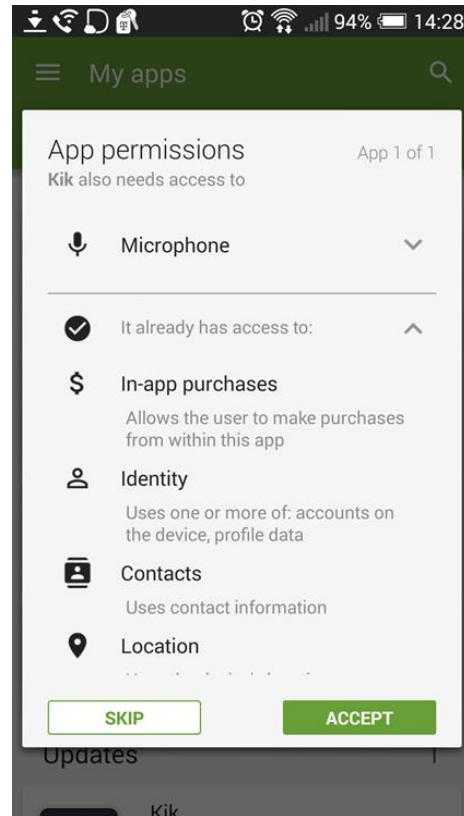 94% 14:28
My apps
App permissions App 1 of 1
Kik also needs access to
Microphone
It already has access to:
$ In-app purchases
Allows the user to make purchases
from within this app
Identity
Uses one or more of: accounts on
the device, profile data
Contacts
Uses contact information
Location
SKIP ACCEPT
Updates
Kik